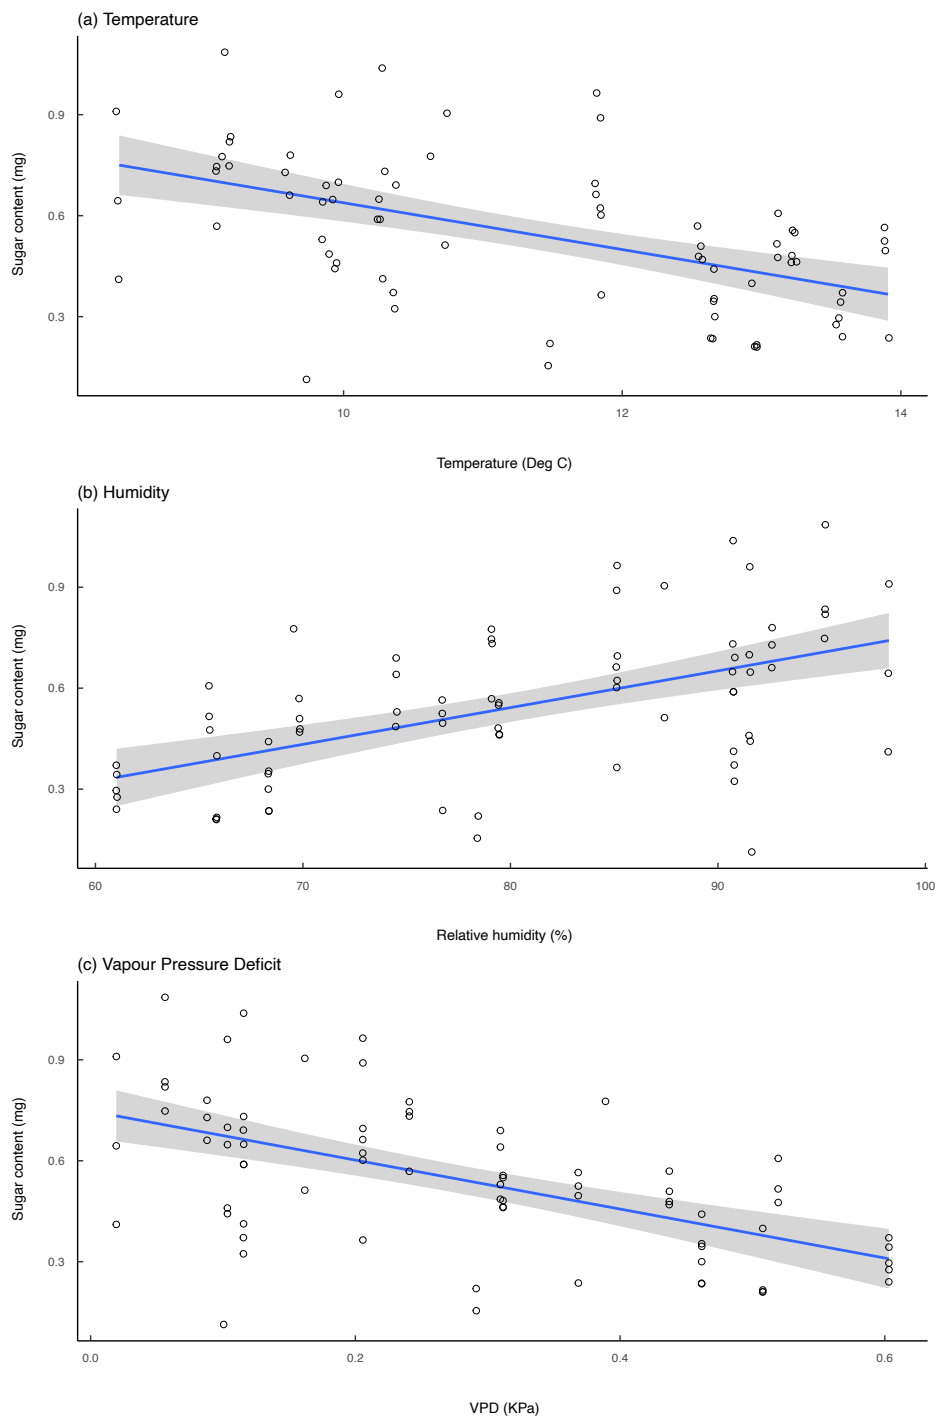 (a) Temperature
0.9
0.6
0.3
Sugar content (mg)
10 12 14
Temperature (Deg C)
(b) Humidity
0.9
0.6
0.3
Sugar content (mg)
60 70 80 90 100
Relative humidity (%)
(c) Vapour Pressure Deficit
0.9
0.6
0.3
Sugar content (mg)
0.0 0.2 0.4 0.6
VPD (KPa)